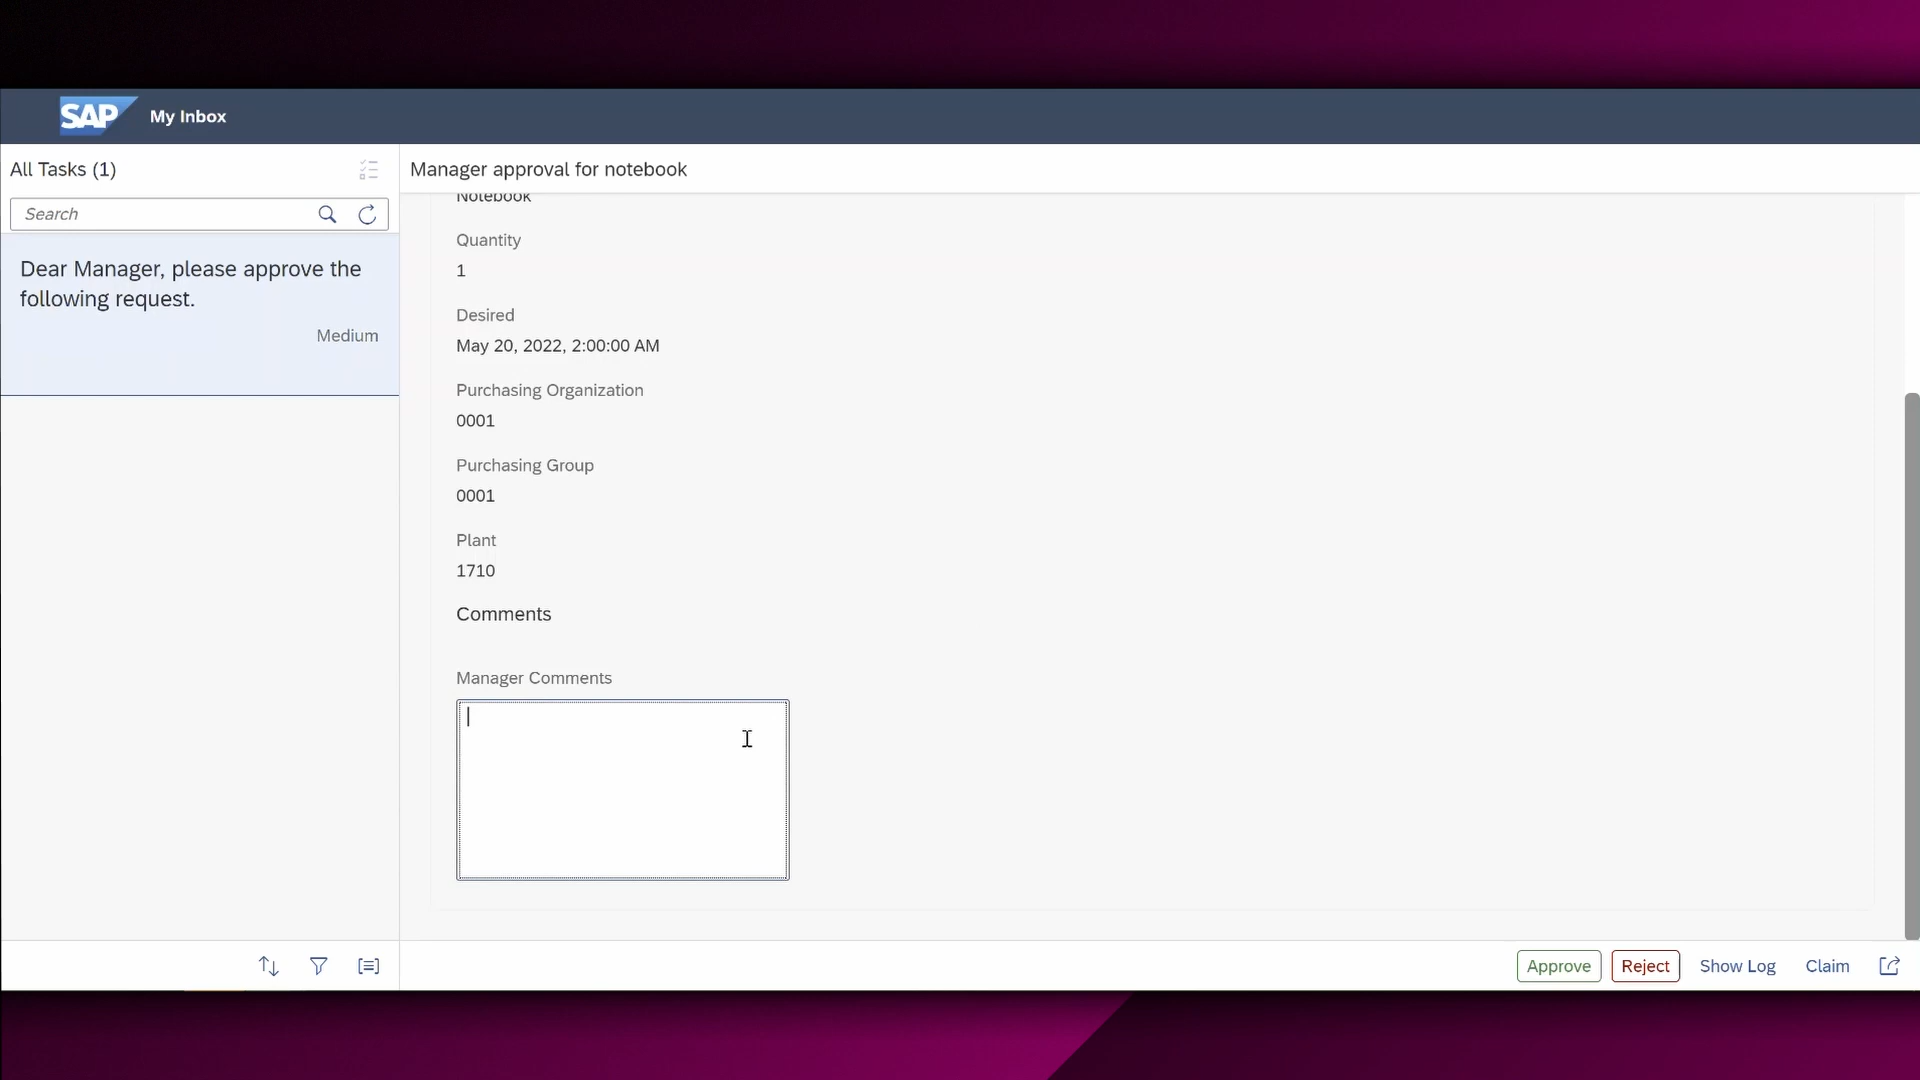 SAP My Inbox
All Tasks (1)
Search
Dear Manager, please approve the
following request.
Medium
Manager approval for notebook
Notebook
Quantity
1
Desired
May 20, 2022, 2:00:00 AM
Purchasing Organization
0001
Purchasing Group
0001
Plant
1710
Comments
Manager Comments
Approve Reject Show Log Claim